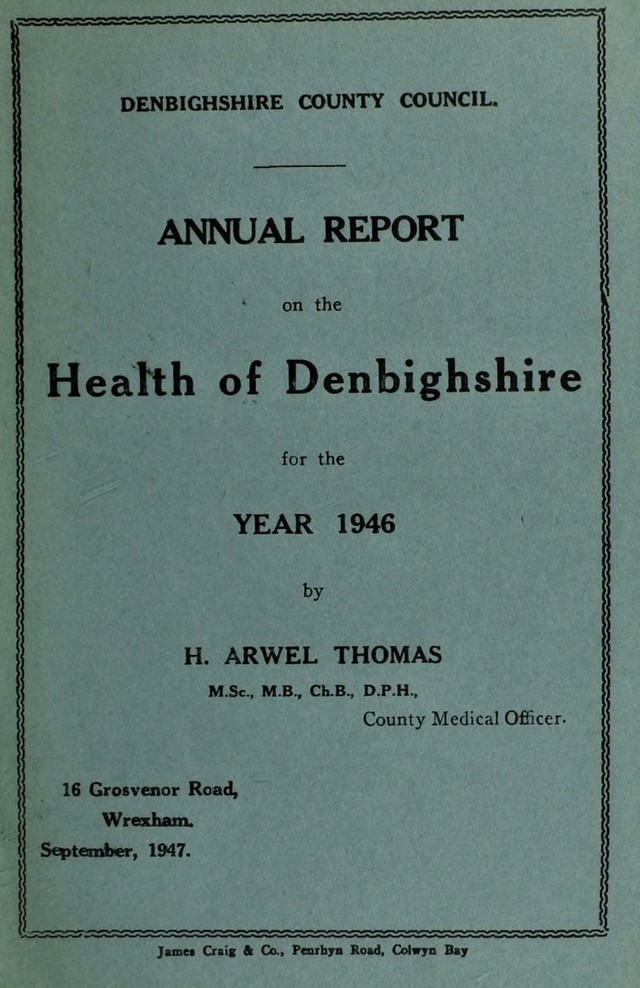 DENBIGHSHIRE COUNTY COUNCIL.
ANNUAL REPORT
on the
Health of Denbighshire
for the
YEAR 1946
by
H. ARWEL THOMAS
M.Sc., M.B., Ch.B., D.P.H.,
County Medical Officer.
16 Grosvenor Road,
Wrexham.
September, 1947.
James Craig & Co., Penrhyn Road, Colwyn Bay